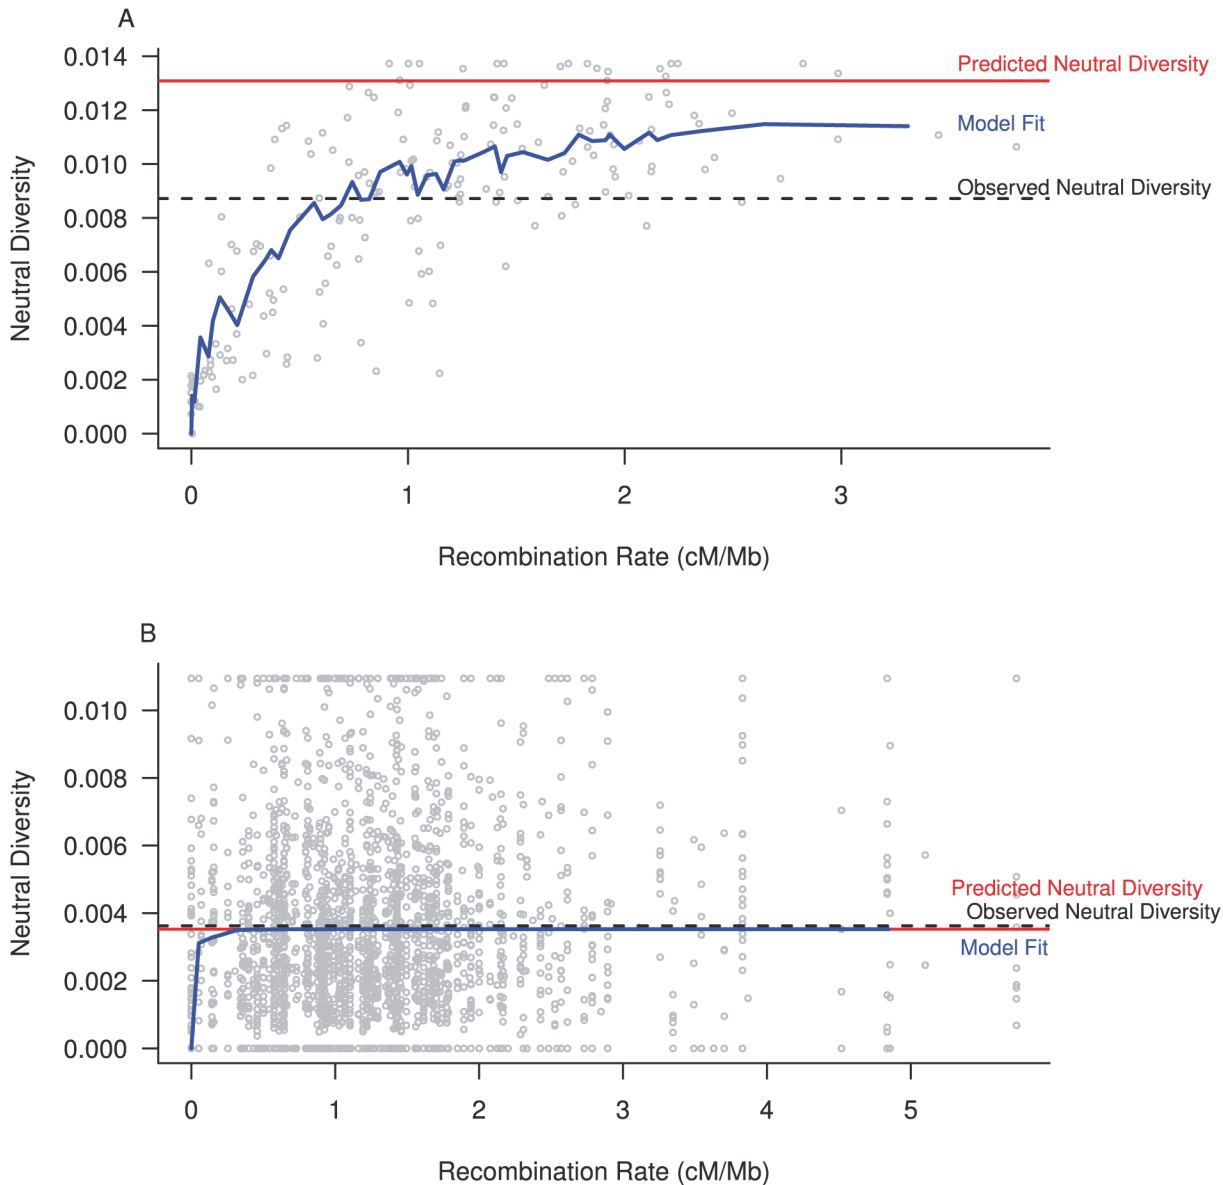 A
0.014
0.012
0.010
0.008
0.006
0.004
0.002
0.000
Neutral Diversity
Predicted Neutral Diversity
Model Fit
Observed Neutral Diversity
0 1 2 3
Recombination Rate (cM/Mb)
B
0.010
0.008
0.006
0.004
0.002
0.000
Neutral Diversity
Predicted Neutral Diversity
Observed Neutral Diversity
Model Fit
0 1 2 3 4 5
Recombination Rate (cM/Mb)